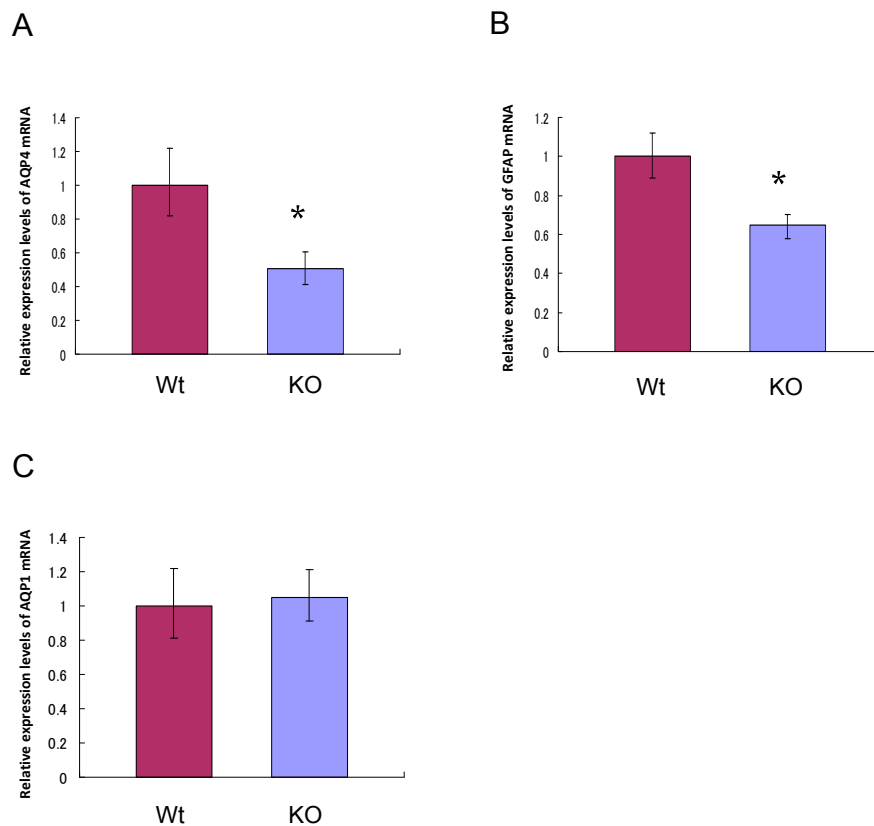 A
Relative expression levels of AQP4 mRNA
1.4
1.2
1
0.8
0.6
0.4
0.2
0
*
Wt KO
B
Relative expression levels of GFAP mRNA
1.2
1
0.8
0.6
0.4
0.2
0
*
Wt KO
C
Relative expression levels of AQP1 mRNA
1.4
1.2
1
0.8
0.6
0.4
0.2
0
Wt KO